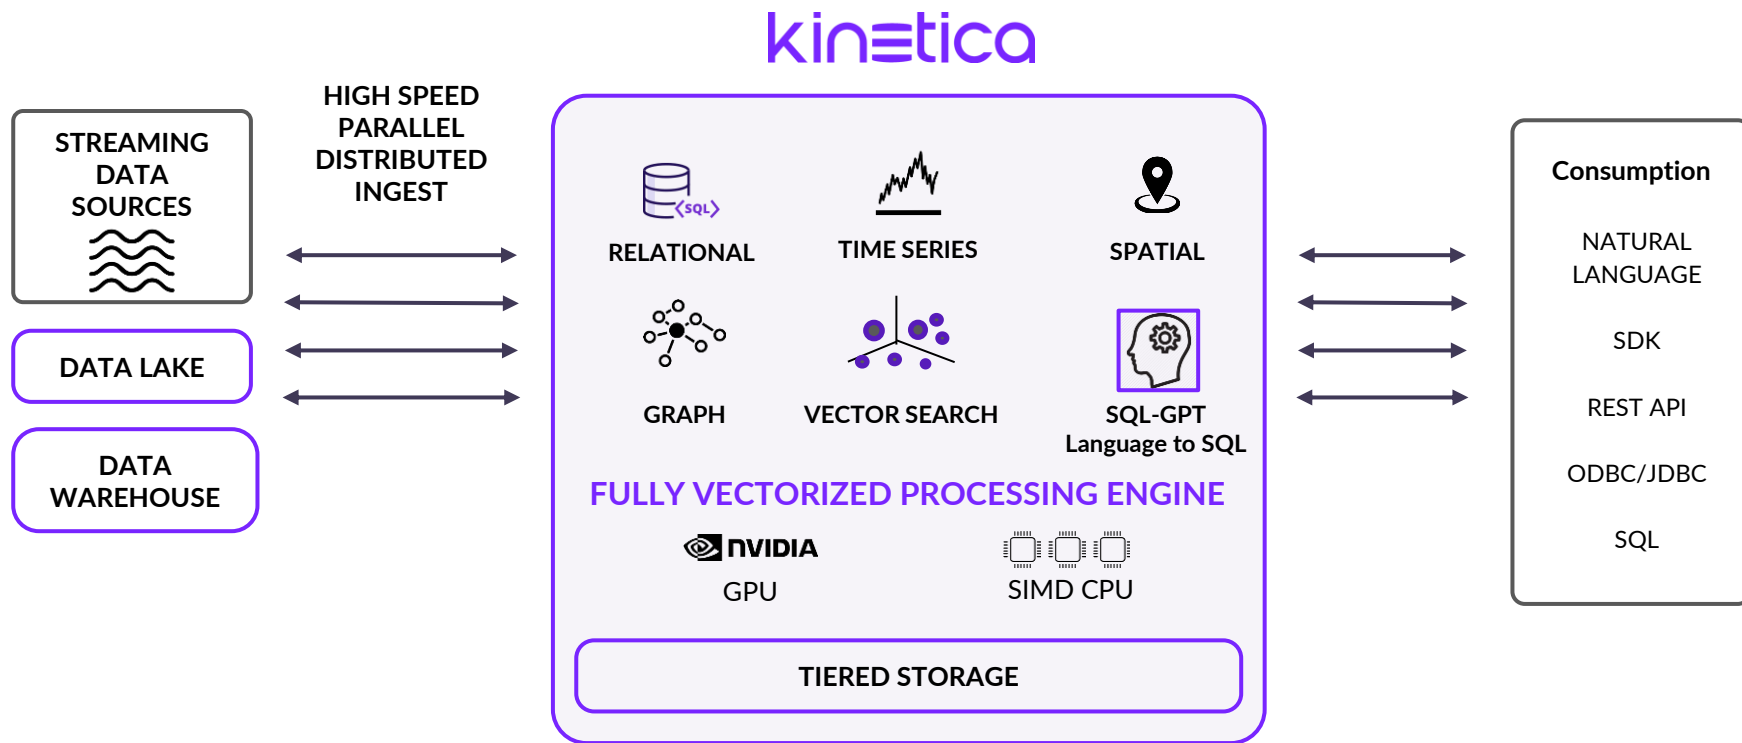 kinetica
STREAMING
DATA
SOURCES
DATA LAKE
DATA
WAREHOUSE
HIGH SPEED
PARALLEL
DISTRIBUTED
INGEST
<SQL>
RELATIONAL
TIME SERIES
SPATIAL
GRAPH
VECTOR SEARCH
SQL-GPT
Language to SQL
FULLY VECTORIZED PROCESSING ENGINE
NVIDIA
GPU
SIMD CPU
TIERED STORAGE
Consumption
NATURAL
LANGUAGE
SDK
REST API
ODBC/JDBC
SQL